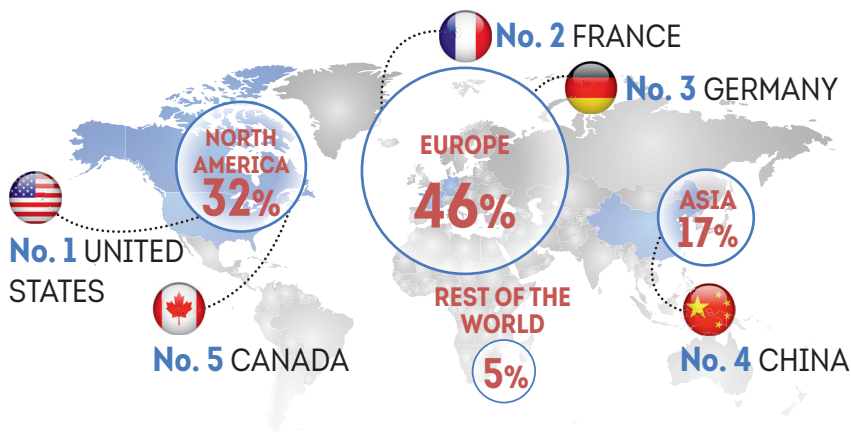 No. 2 FRANCE
No. 3 GERMANY
NORTH
AMERICA
32%
EUROPE
46%
ASIA
17%
No. 1 UNITED
STATES
REST OF THE
WORLD
5%
No. 5 CANADA
No. 4 CHINA